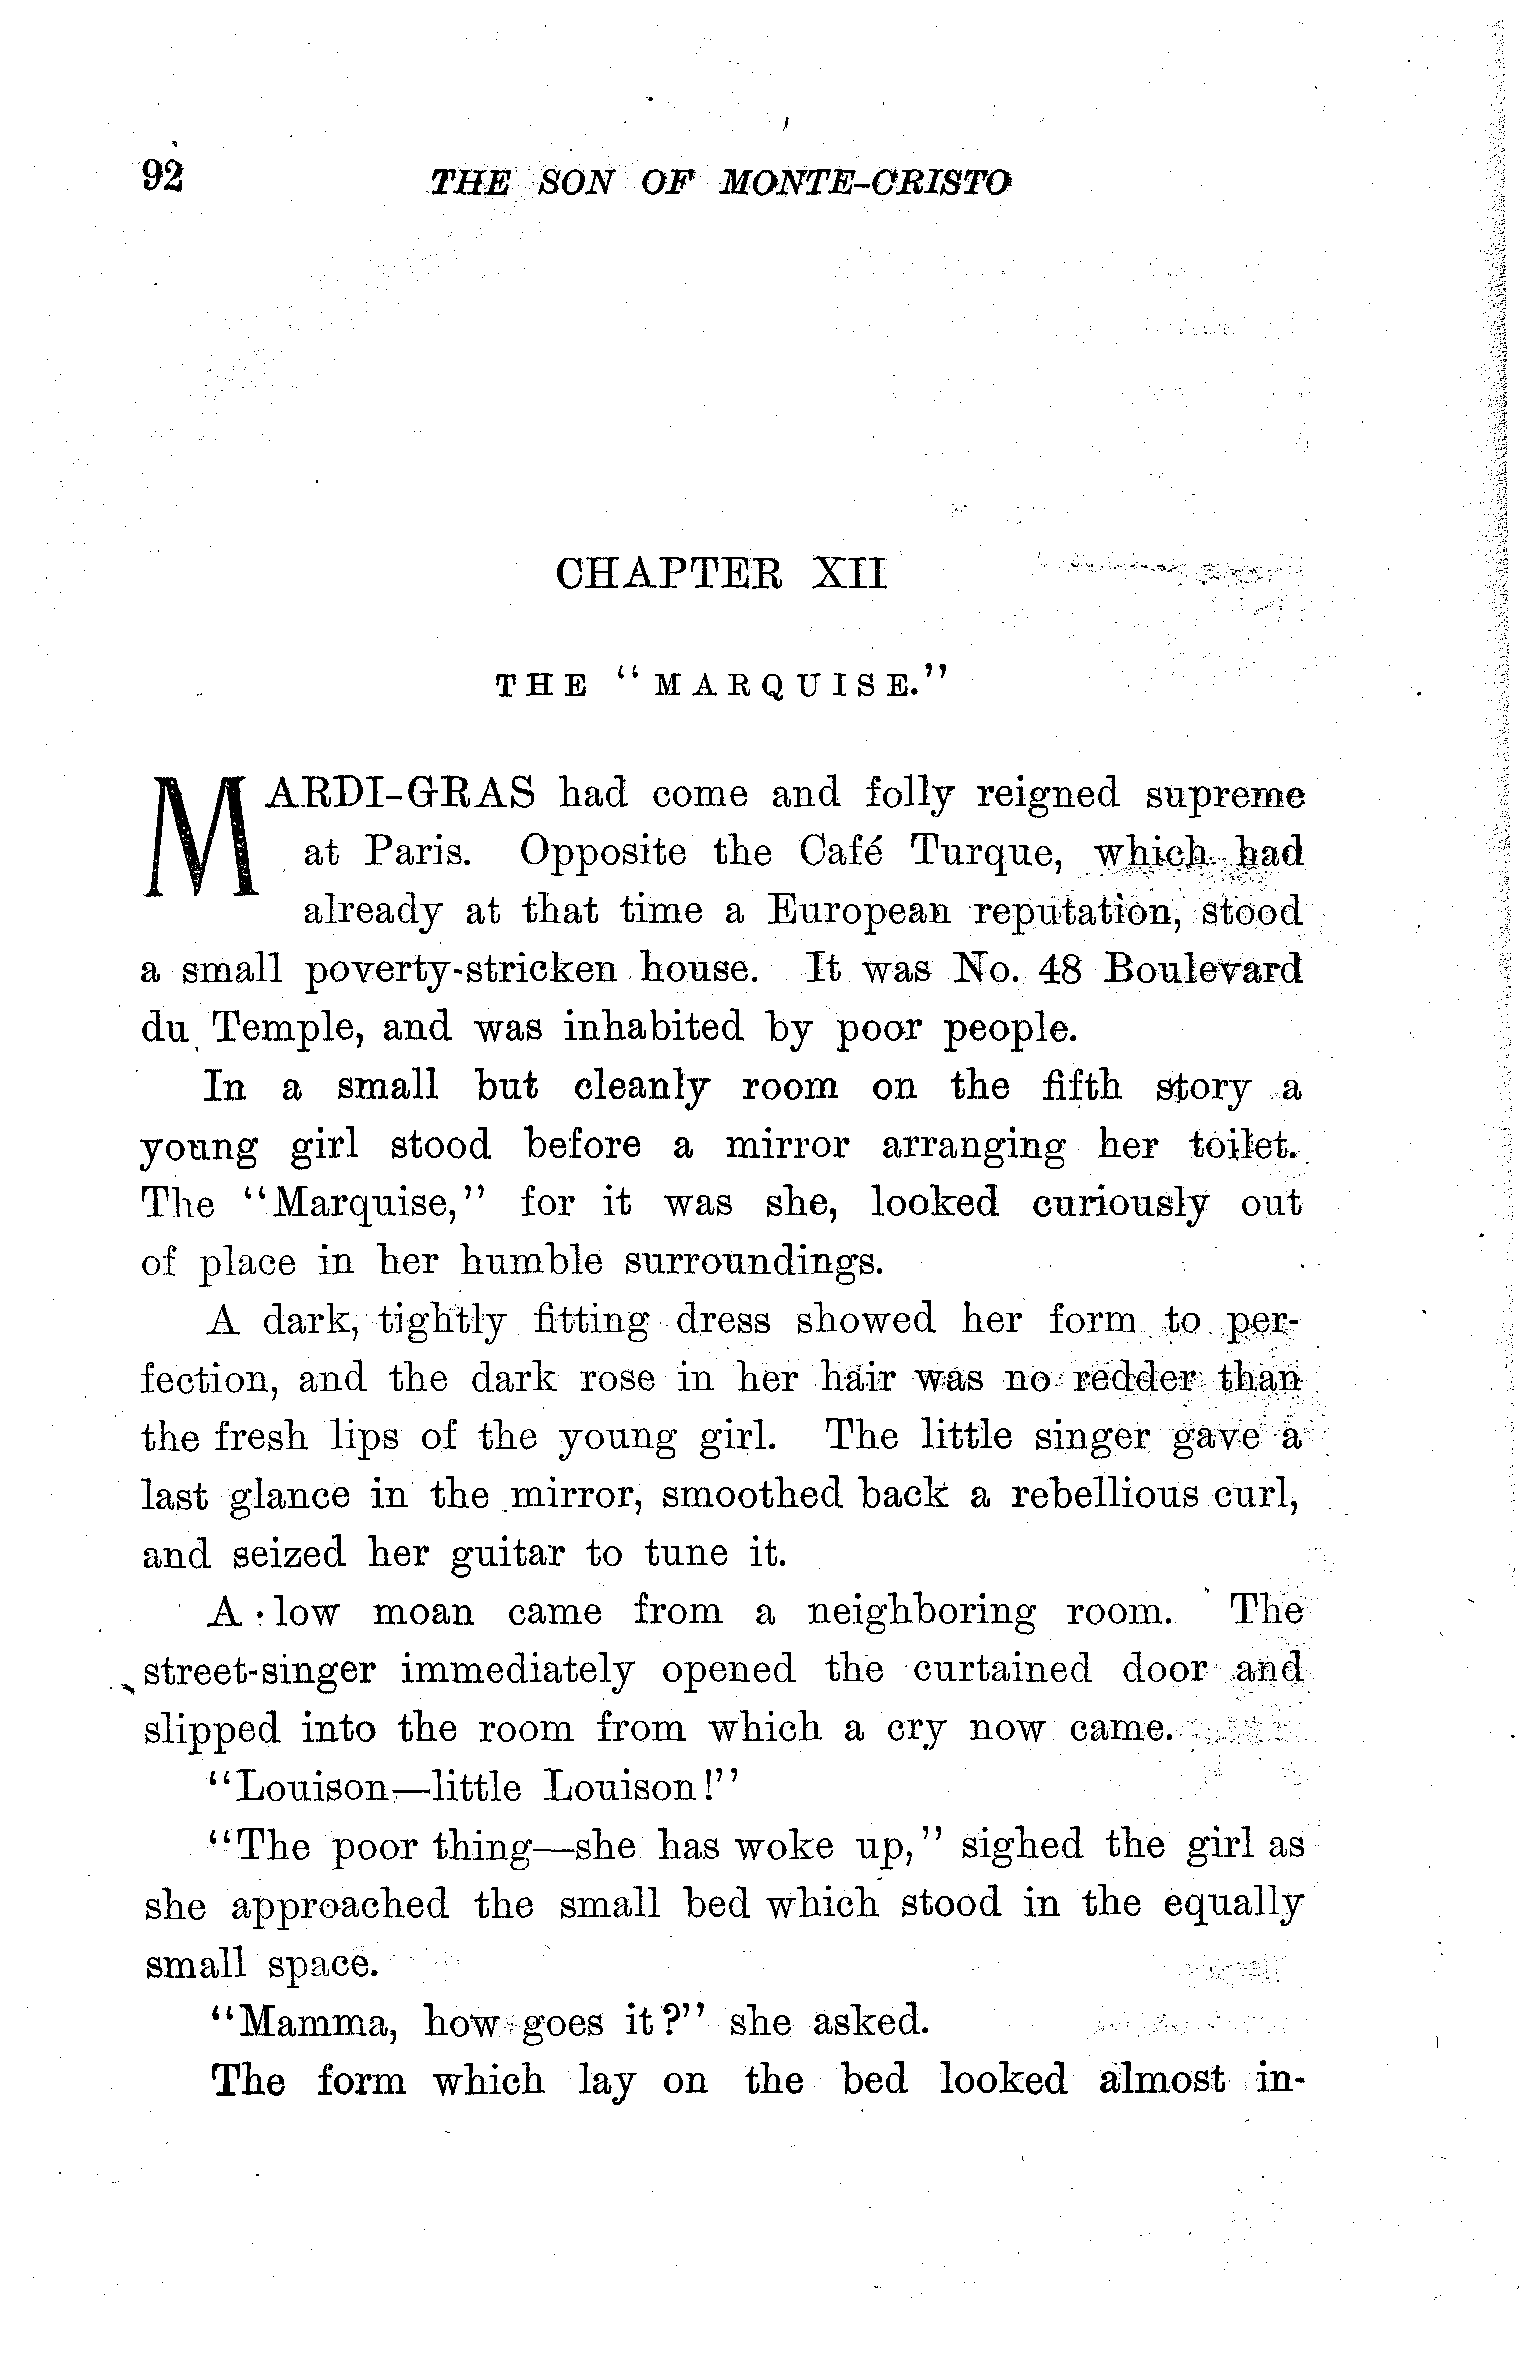 92 THE SON OF MONTE-CRISTO
CHAPTER XII
THE "MARQUISE."
MARDI-GRAS had come and folly reigned supreme
at Paris. Opposite the Café Turque, which had
already at that time a European reputation, stood
a small poverty-stricken house. It was No. 48 Boulevard
du Temple, and was inhabited by poor people.
In a small but cleanly room on the fifth story a
young girl stood before a mirror arranging her toilet.
The "Marquise," for it was she, looked curiously out
of place in her humble surroundings.
A dark, tightly fitting dress showed her form to per-
fection, and the dark rose in her hair was no redder than
the fresh lips of the young girl. The little singer gave a
last glance in the mirror, smoothed back a rebellious curl,
and seized her guitar to tune it.
A low moan came from a neighboring room. The
street-singer immediately opened the curtained door and
slipped into the room from which a cry now came.
"Louison—little Louison!"
"The poor thing—she has woke up," sighed the girl as
she approached the small bed which stood in the equally
small space.
"Mamma, how goes it?" she asked.
The form which lay on the bed looked almost in-